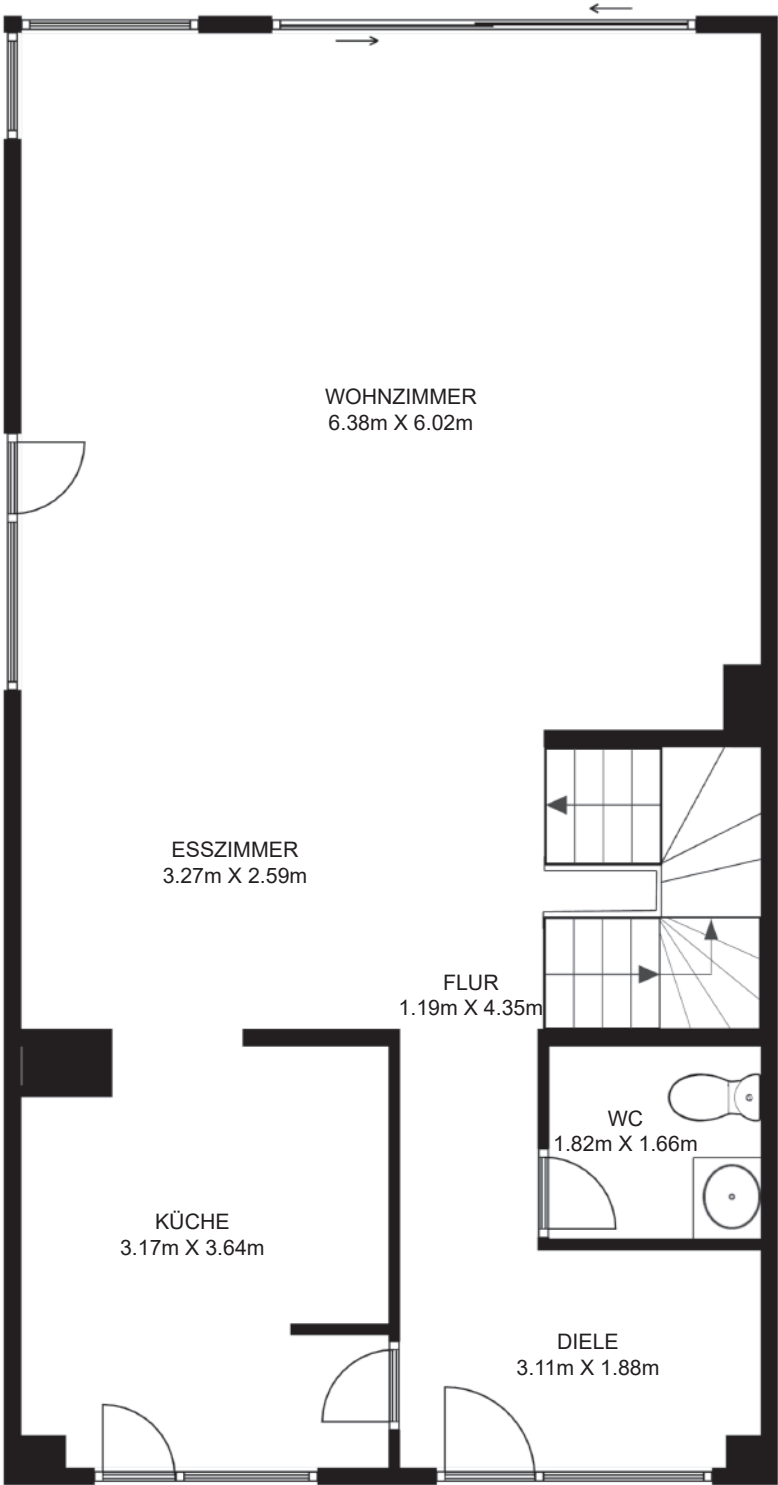 WOHNZIMMER
6.38m X 6.02m
ESSZIMMER
3.27m X 2.59m
FLUR
1.19m X 4.35m
WC
1.82m X 1.66m
KÜCHE
3.17m X 3.64m
DIELE
3.11m X 1.88m